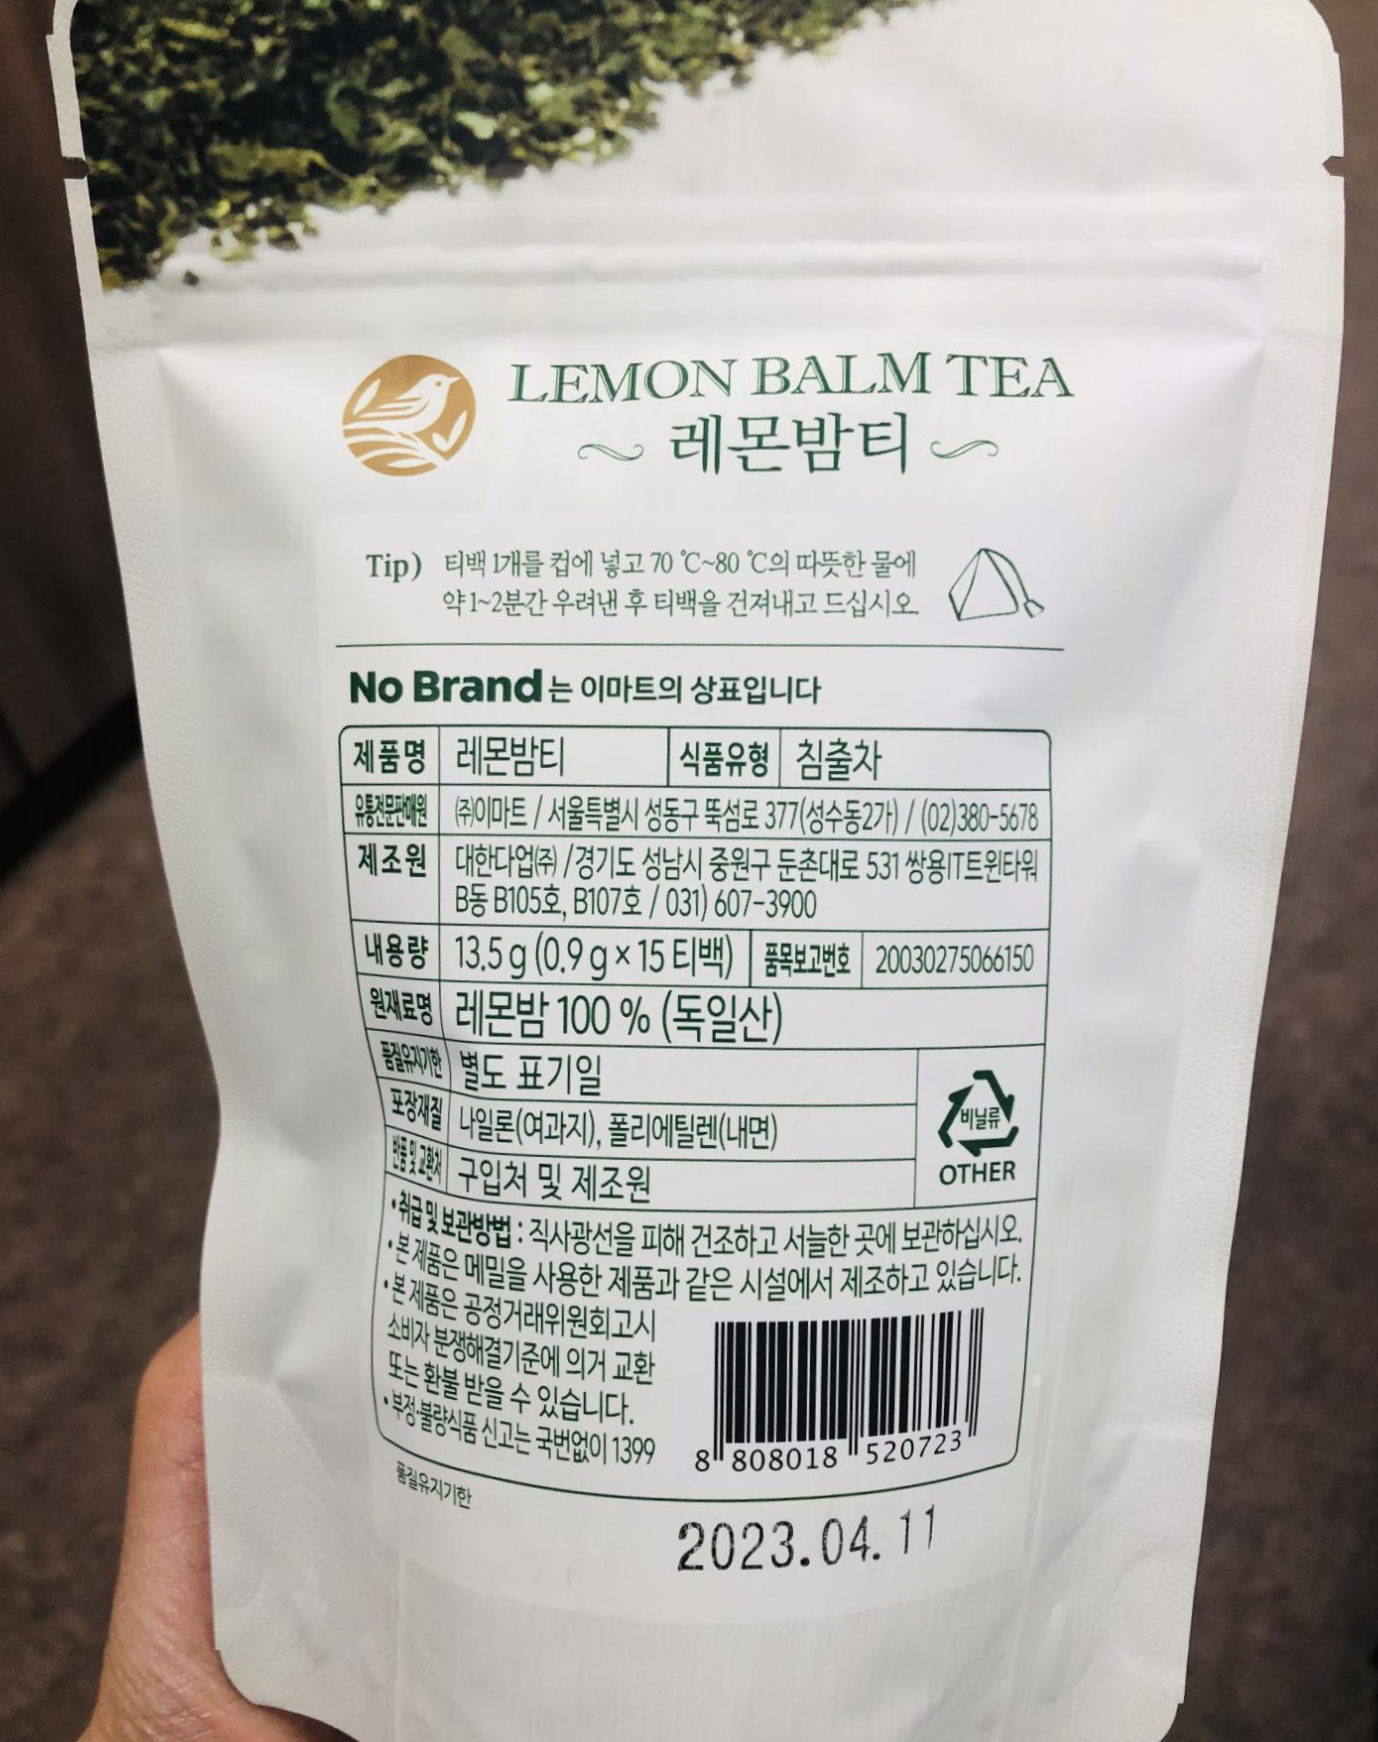 LEMON BALM TEA
레몬밤티
Tip) 티백 1개를 컵에 넣고 70 ℃~80 ℃의 따뜻한 물에
약 1~2분간 우려낸 후 티백을 건져내고 드십시오.
No Brand는 이마트의 상표입니다
제품명 레몬밤티 식품유형 침출차
유통전문판매원 ㈜이마트 / 서울특별시 성동구 뚝섬로 377(성수동2가) / (02)380-5678
제조원 대한다업㈜ /경기도 성남시 중원구 둔촌대로 531 쌍용IT트윈타워
B동 B105호, B107호 / 031) 607-3900
내용량 13.5 g (0.9 g × 15 티백) 품목보고번호 20030275066150
원재료명 레몬밤 100 % (독일산)
품질유지기한 별도 표기일
포장재질 나일론(여과지), 폴리에틸렌(내면)
비닐류
OTHER
반품 및 교환처 구입처 및 제조원
• 취급 및 보관방법 : 직사광선을 피해 건조하고 서늘한 곳에 보관하십시오.
• 본 제품은 메밀을 사용한 제품과 같은 시설에서 제조하고 있습니다.
• 본 제품은 공정거래위원회고시
소비자 분쟁해결기준에 의거 교환
또는 환불 받을 수 있습니다.
• 부정·불량식품 신고는 국번없이 1399
8 808018 520723
품질유지기한
2023.04.11